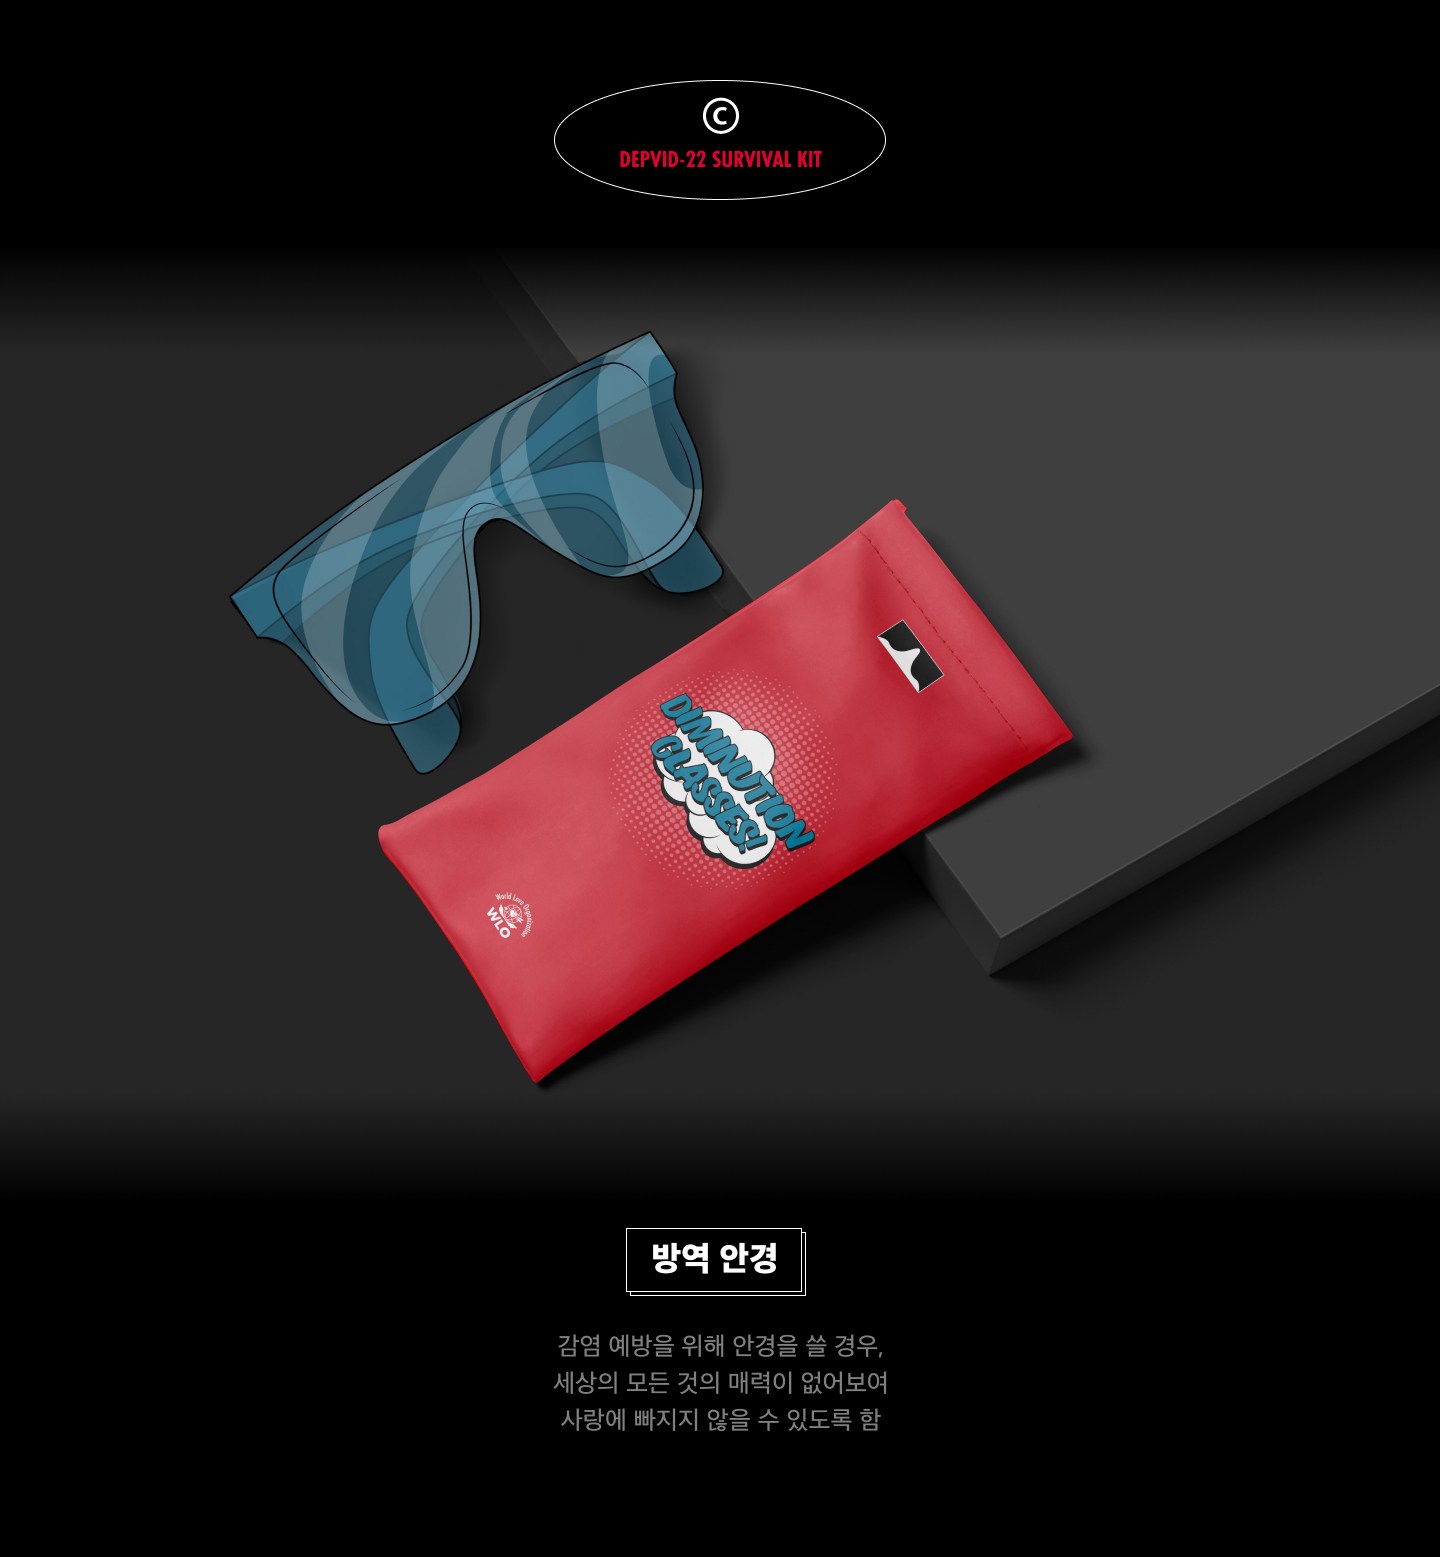 ©
DEPVID-22 SURVIVAL KIT
DIMINUTION
GLASSES!
World Love Organization
WLO
방역 안경
감염 예방을 위해 안경을 쓸 경우,
세상의 모든 것의 매력이 없어보여
사랑에 빠지지 않을 수 있도록 함